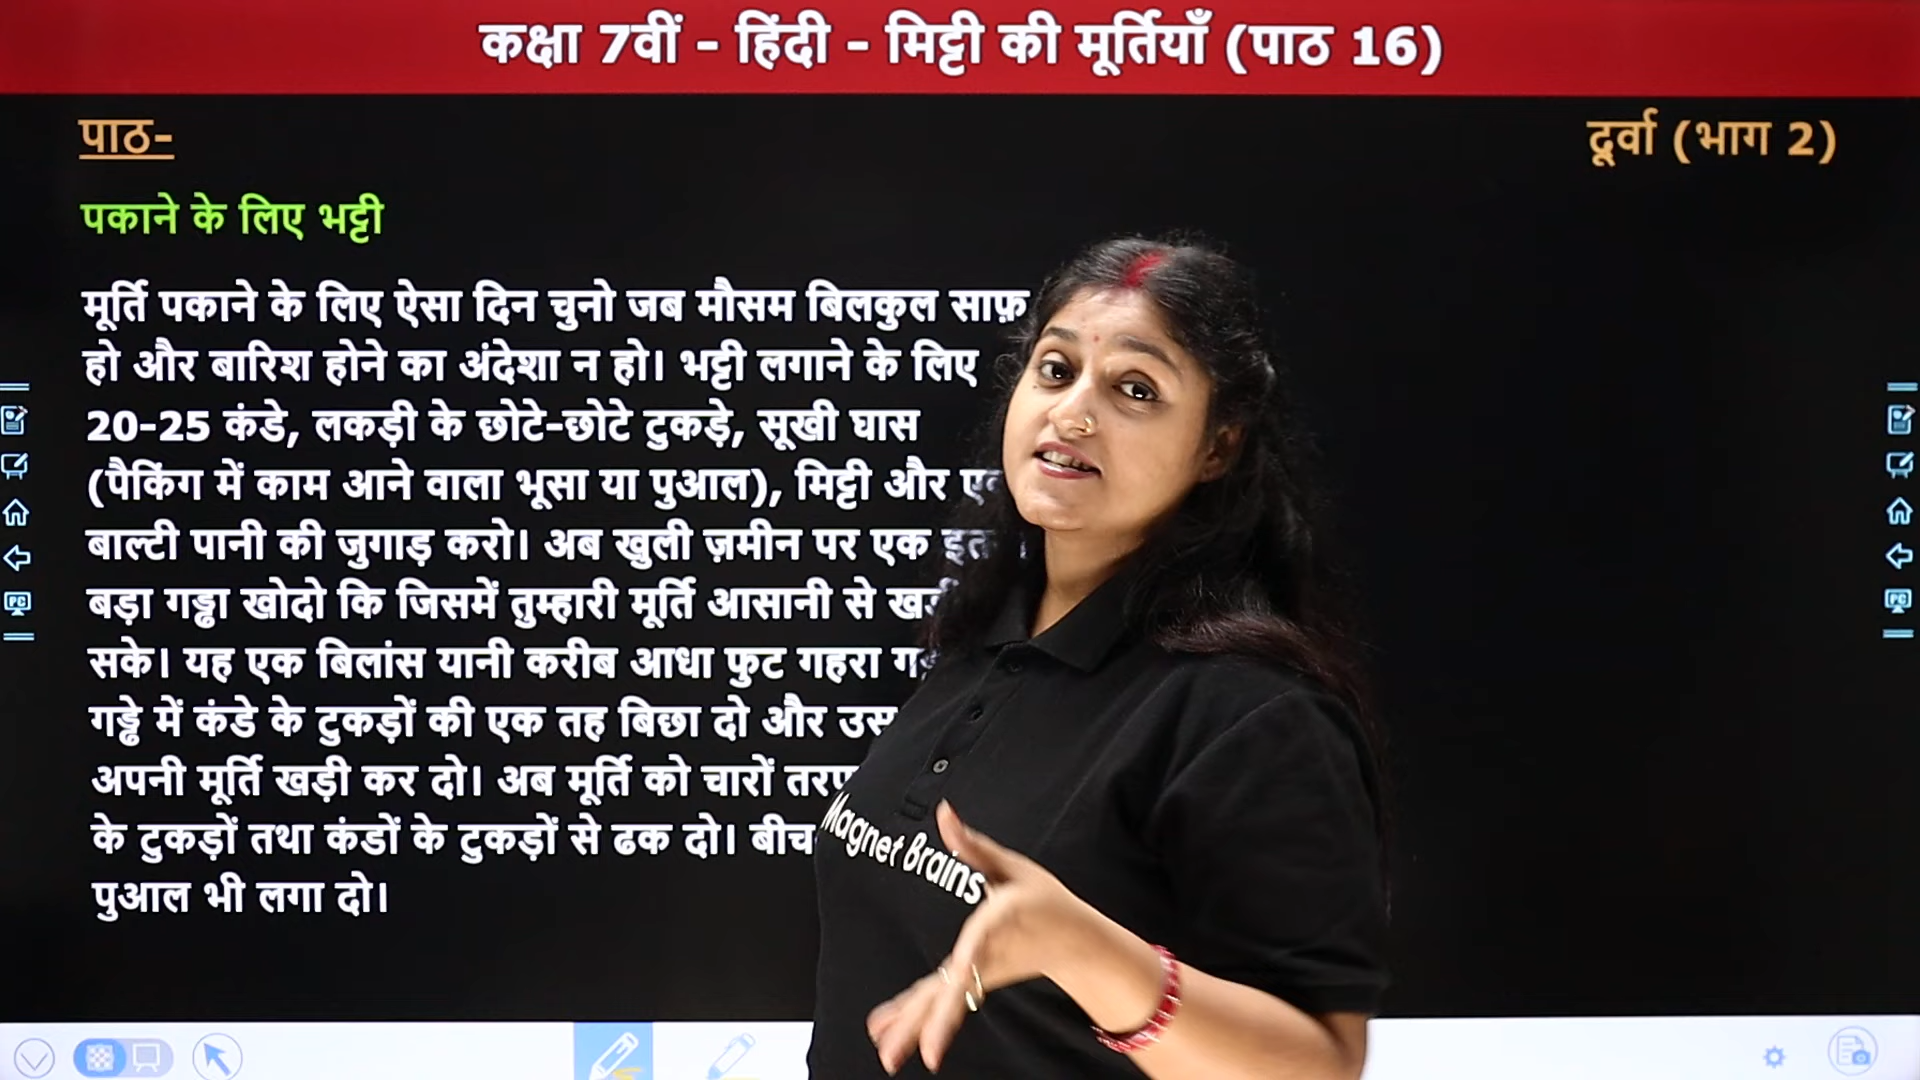 कक्षा 7वीं - हिंदी - मिट्टी की मूर्तियाँ (पाठ 16)
पाठ-
दूर्वा (भाग 2)
पकाने के लिए भट्टी
मूर्ति पकाने के लिए ऐसा दिन चुनो जब मौसम बिलकुल साफ़
हो और बारिश होने का अंदेशा न हो। भट्टी लगाने के लिए
20-25 कंडे, लकड़ी के छोटे-छोटे टुकड़े, सूखी घास
(पैकिंग में काम आने वाला भूसा या पुआल), मिट्टी और
बाल्टी पानी की जुगाड़ करो। अब खुली ज़मीन पर एक
बड़ा गड्ढा खोदो कि जिसमें तुम्हारी मूर्ति आसानी से
सके। यह एक बिलांस यानी करीब आधा फुट गहरा
गड्ढे में कंडे के टुकड़ों की एक तह बिछा दो और
अपनी मूर्ति खड़ी कर दो। अब मूर्ति को चारों
के टुकड़ों तथा कंडों के टुकड़ों से ढक दो। बीच
पुआल भी लगा दो।
Magnet Brains
PC
PC